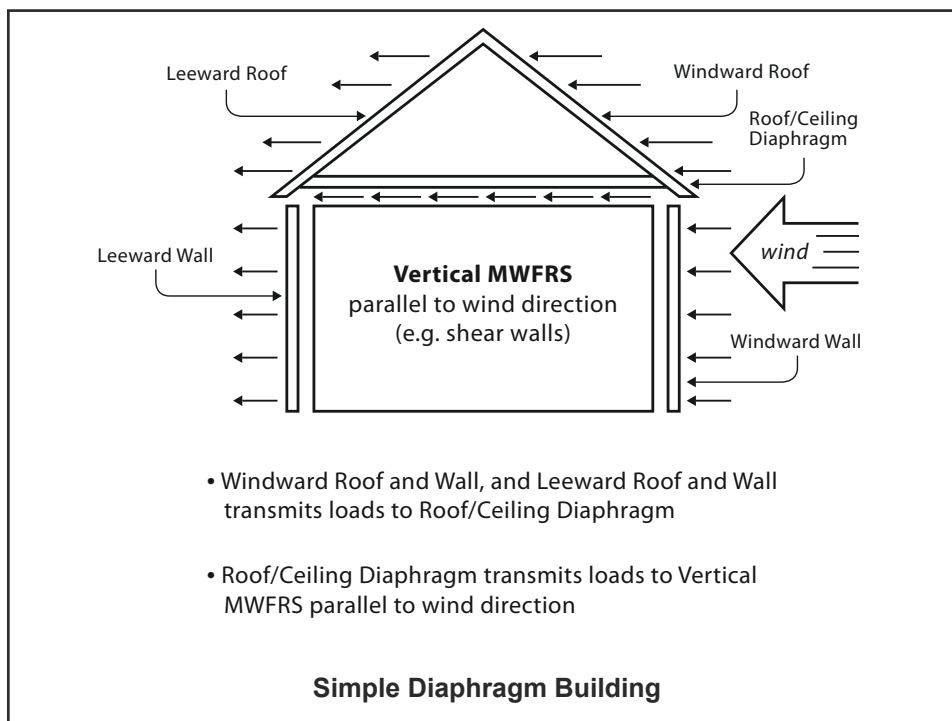 Leeward Roof
Windward Roof
Roof/Ceiling
Diaphragm
wind
Leeward Wall
Vertical MWFRS
parallel to wind direction
(e.g. shear walls)
Windward Wall
• Windward Roof and Wall, and Leeward Roof and Wall
transmits loads to Roof/Ceiling Diaphragm
• Roof/Ceiling Diaphragm transmits loads to Vertical
MWFRS parallel to wind direction
Simple Diaphragm Building